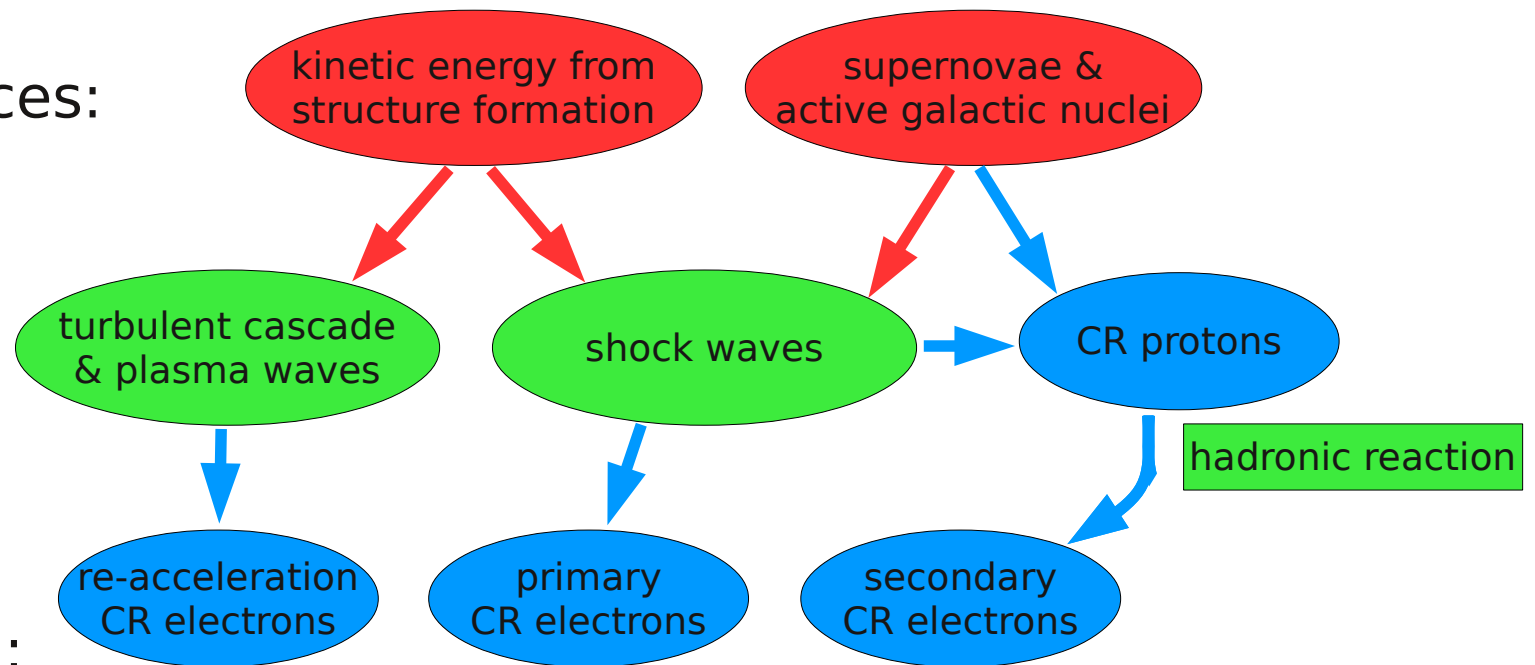 ces:
kinetic energy from
structure formation
supernovae &
active galactic nuclei
turbulent cascade
& plasma waves
shock waves
CR protons
hadronic reaction
re-acceleration
CR electrons
primary
CR electrons
secondary
CR electrons
: